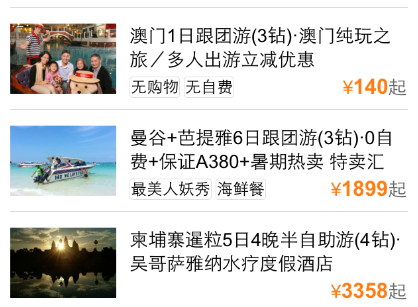 澳门1日跟团游(3钻)·澳门纯玩之
旅／多人出游立减优惠
无购物 无自费
¥140起
曼谷+芭提雅6日跟团游(3钻)·0自
费+保证A380+暑期热卖 特卖汇
最美人妖秀 海鲜餐
¥1899起
柬埔寨暹粒5日4晚半自助游(4钻)·
吴哥萨雅纳水疗度假酒店
¥3358起